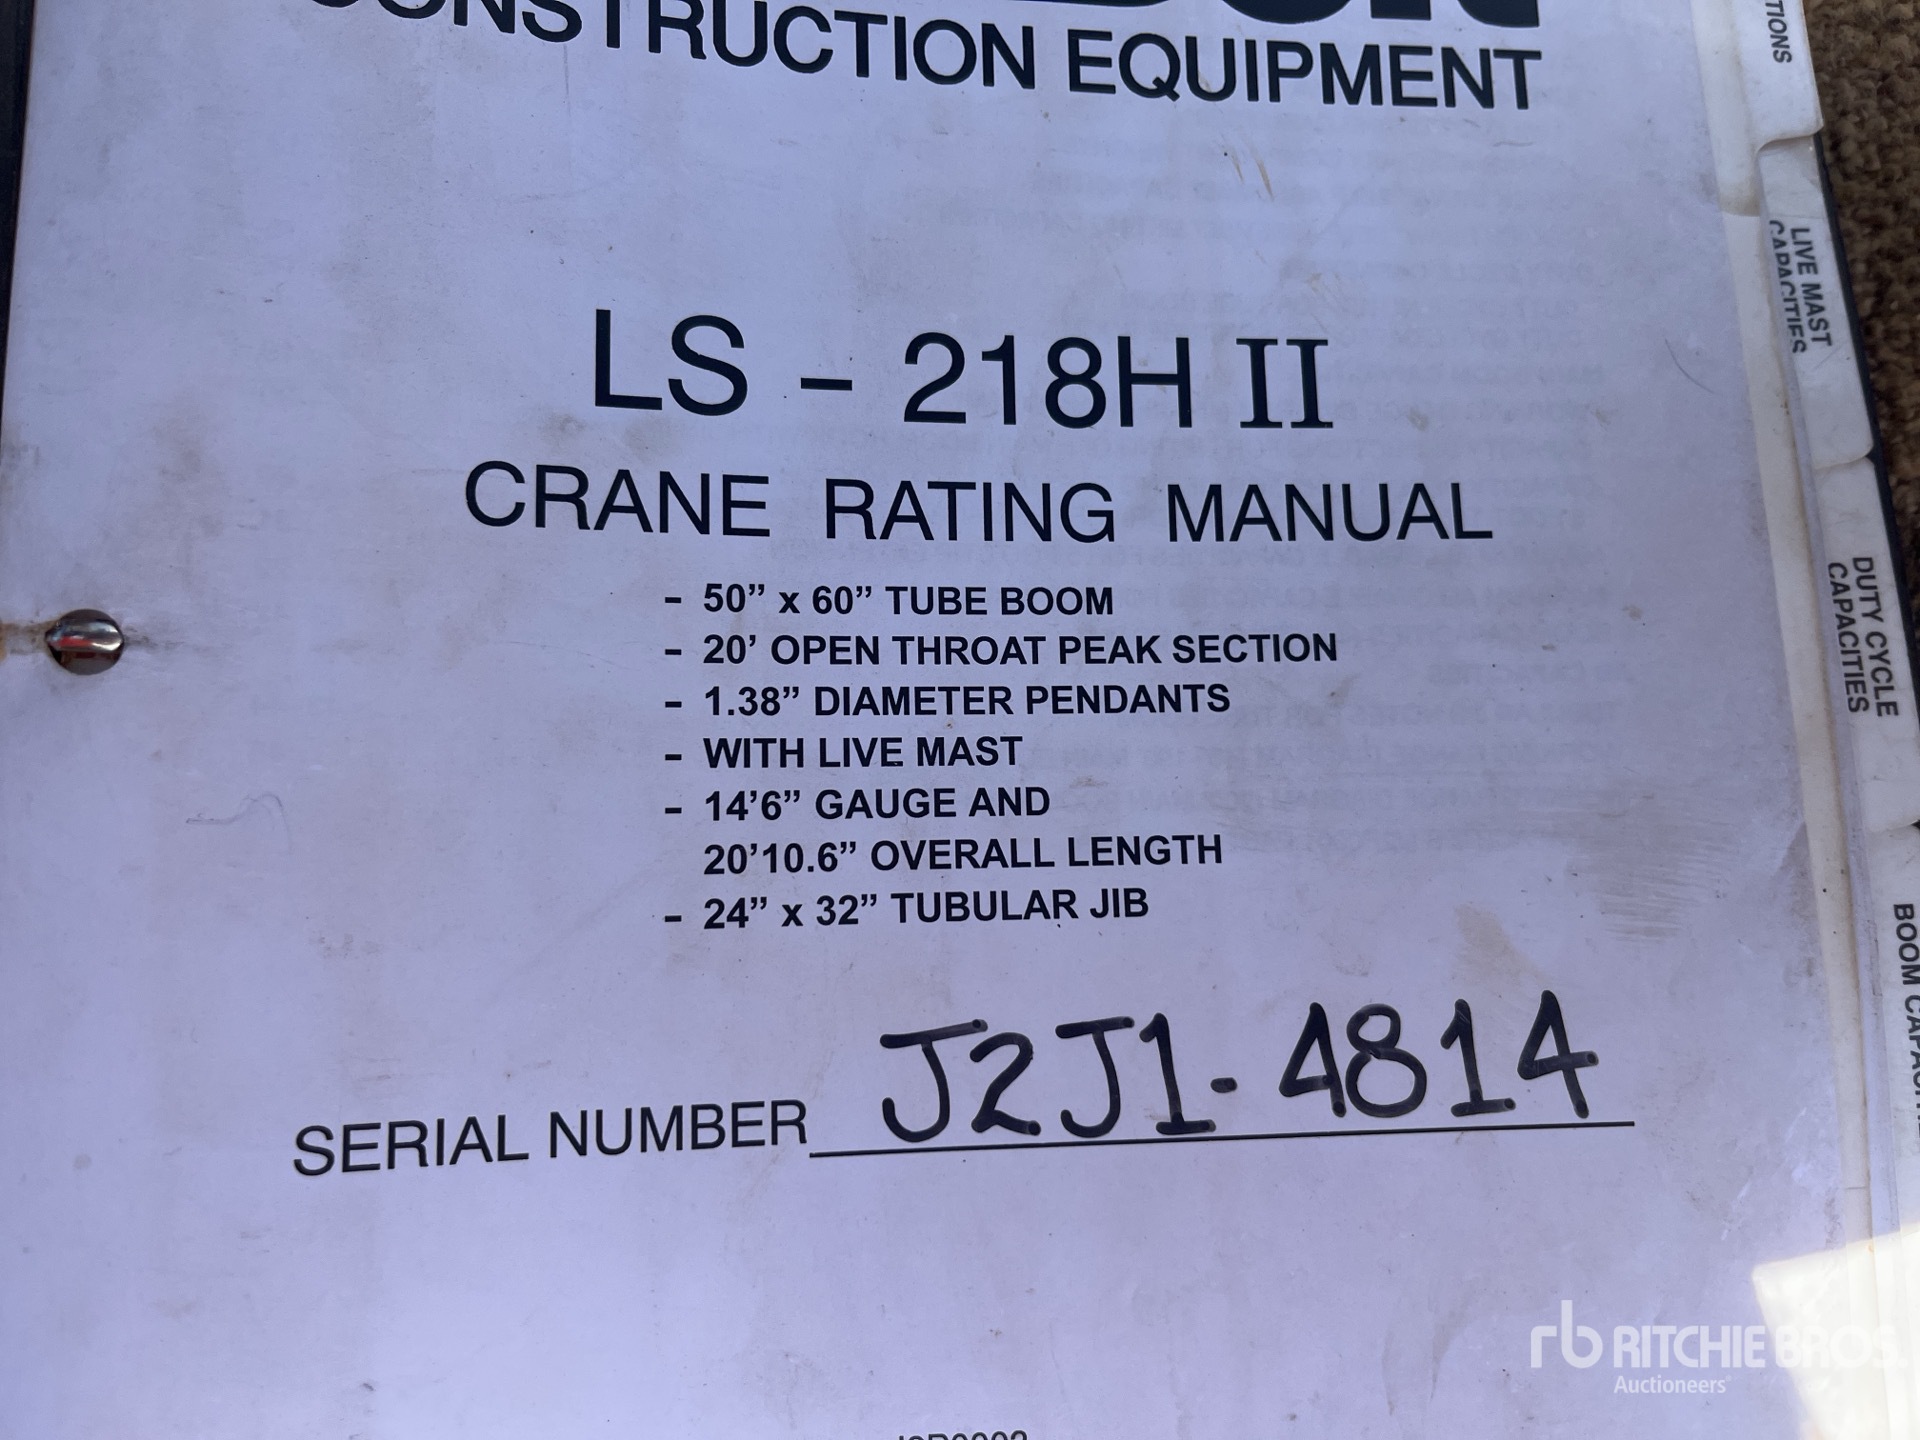 CONSTRUCTION EQUIPMENT
LS - 218H II
CRANE RATING MANUAL
- 50” x 60” TUBE BOOM
- 20’ OPEN THROAT PEAK SECTION
- 1.38” DIAMETER PENDANTS
- WITH LIVE MAST
- 14’6” GAUGE AND
20’10.6” OVERALL LENGTH
- 24” x 32” TUBULAR JIB
SERIAL NUMBER J2J1-4814
LIVE MAST
CAPACITIES
DUTY CYCLE
CAPACITIES
BOOM
rb RITCHIE BROS.
Auctioneers